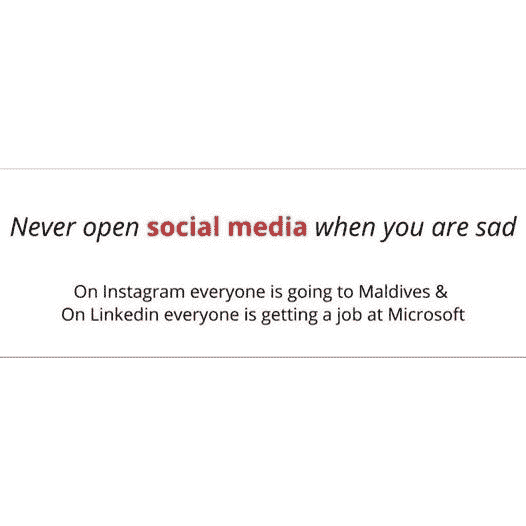 Never open social media when you are sad
On Instagram everyone is going to Maldives &
On Linkedin everyone is getting a job at Microsoft